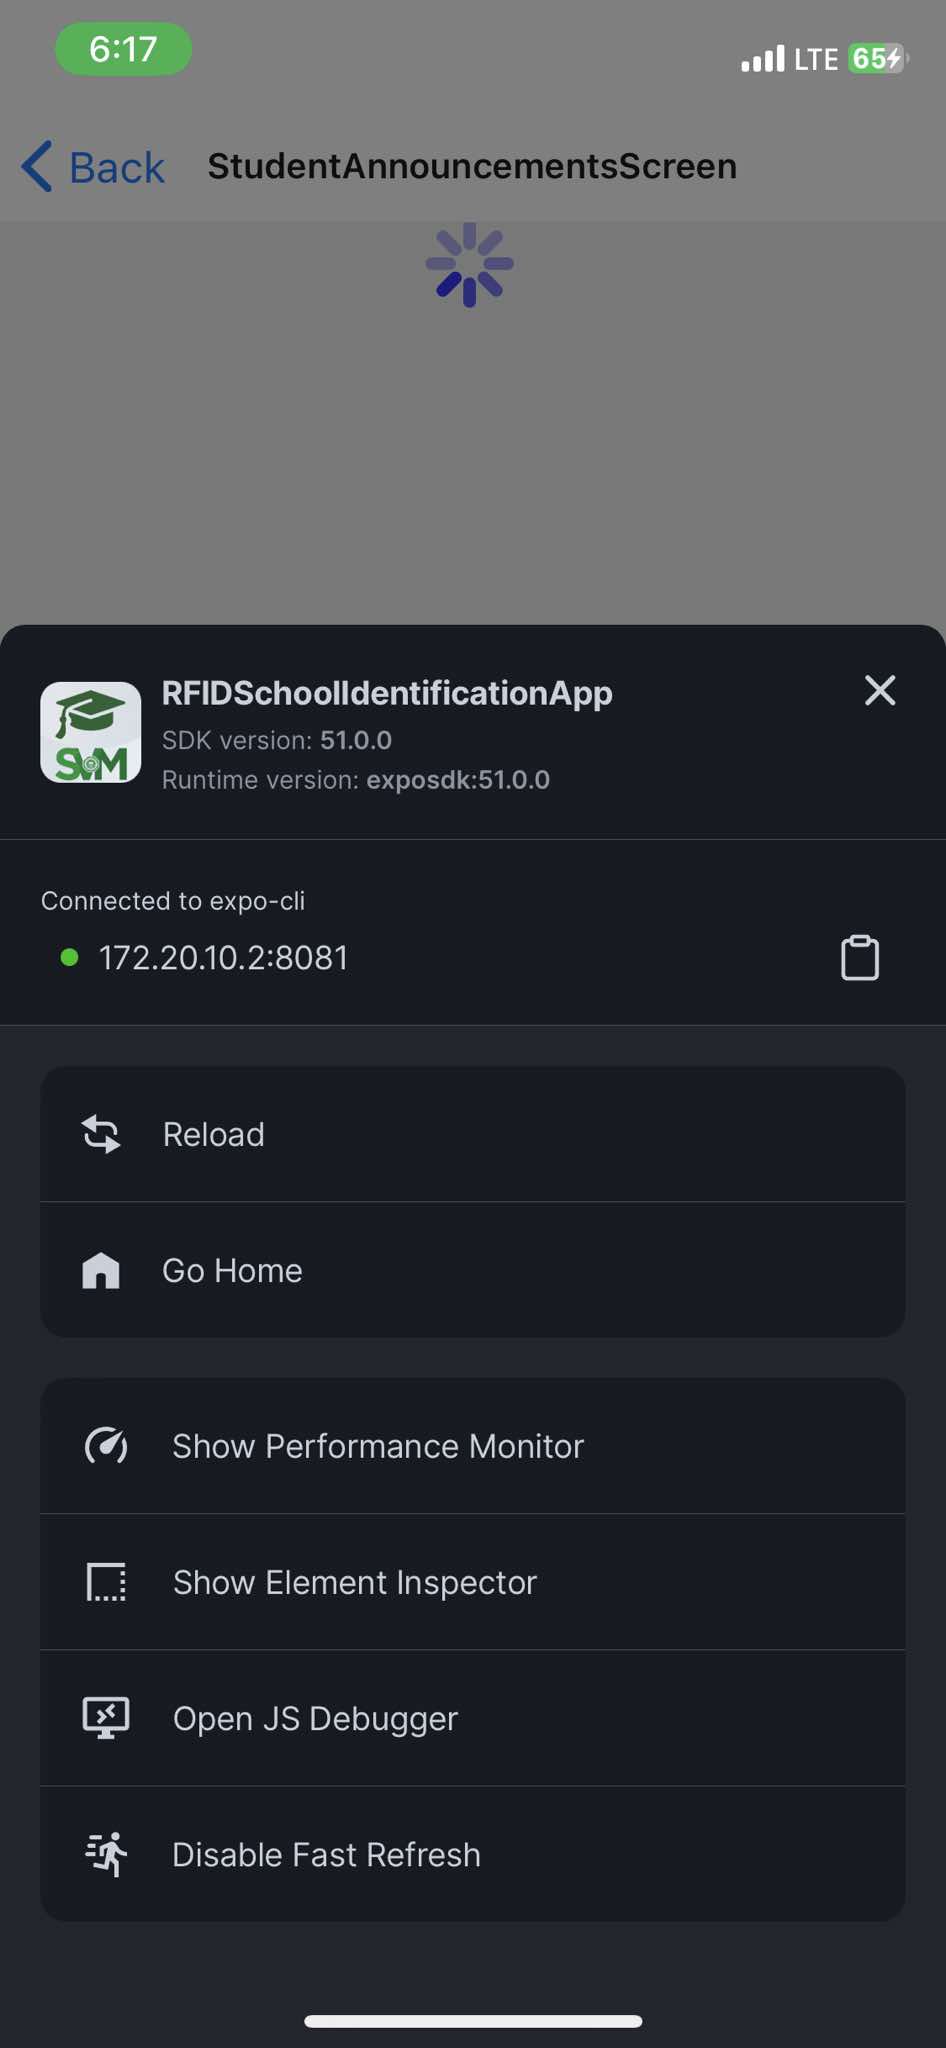 6:17
LTE 65
Back StudentAnnouncementsScreen
RFIDSchoolIdentificationApp
SVM
SDK version: 51.0.0
Runtime version: exposdk:51.0.0
Connected to expo-cli
172.20.10.2:8081
Reload
Go Home
Show Performance Monitor
Show Element Inspector
Open JS Debugger
Disable Fast Refresh